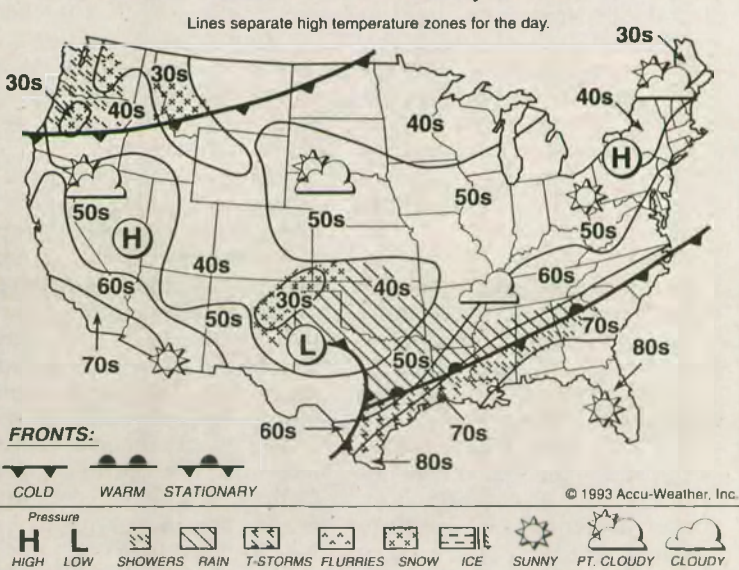 Lines separate high temperature zones for the day.
30s
30s
30s
40s
40s
40s
H
50s
50s
50s
50s
H
40s
60s
60s
30s
40s
50s
70s
L
50s
70s
80s
60s
70s
80s
FRONTS:
COLD WARM STATIONARY
© 1993 Accu-Weather, Inc.
Pressure
H L
HIGH LOW SHOWERS RAIN T-STORMS FLURRIES SNOW ICE SUNNY PT. CLOUDY CLOUDY